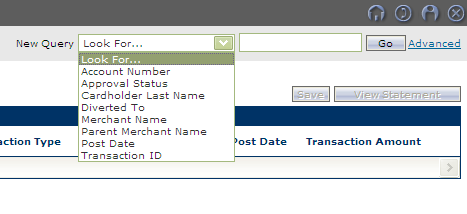 New Query Look For... Go Advanced
Look For...
Account Number
Approval Status
Cardholder Last Name
Diverted To
Merchant Name
Parent Merchant Name
Post Date
Transaction ID
Save View Statement
action Type Post Date Transaction Amount